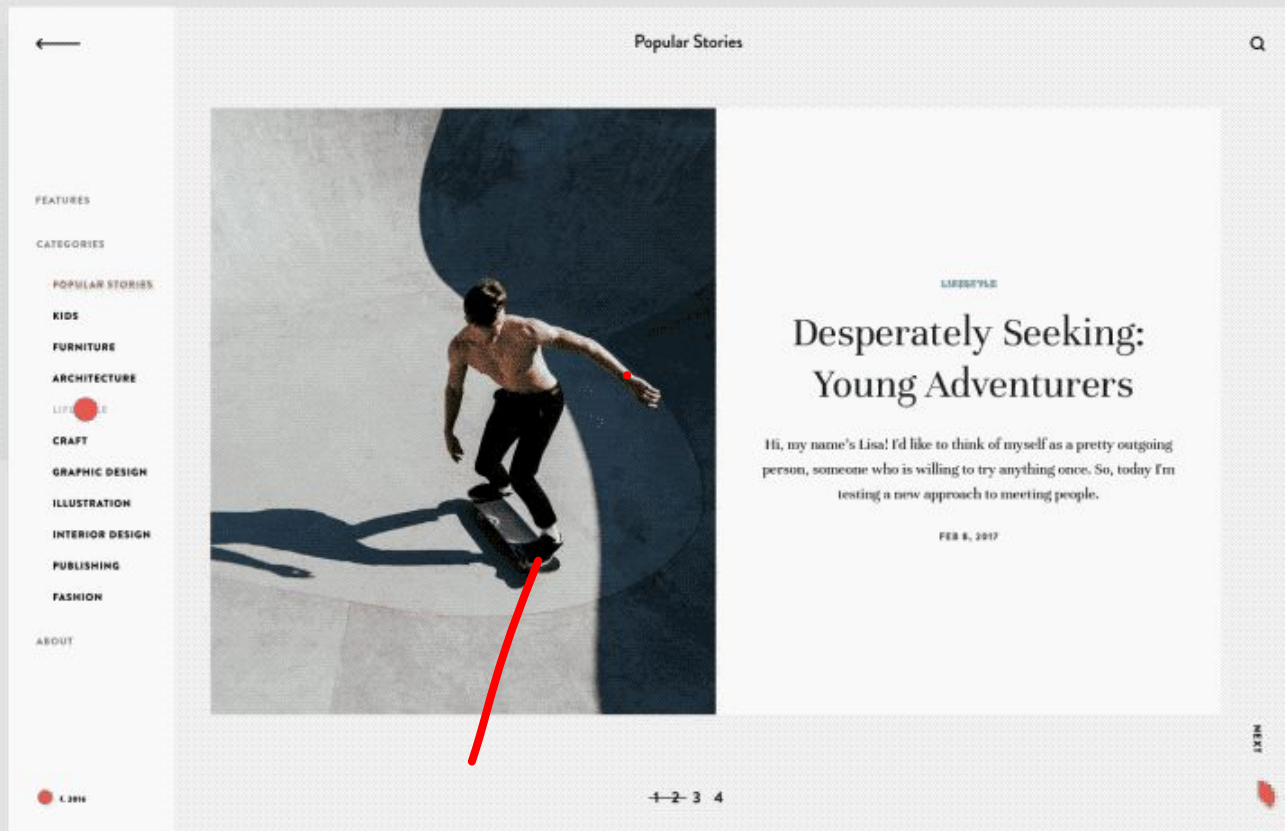 Popular Stories
FEATURES
CATEGORIES
POPULAR STORIES
KIDS
FURNITURE
ARCHITECTURE
CRAFT
GRAPHIC DESIGN
ILLUSTRATION
INTERIOR DESIGN
PUBLISHING
FASHION
ABOUT
2016
LIFESTYLE
Desperately Seeking:
Young Adventurers
Hi, my name's Lisa! I'd like to think of myself as a pretty outgoing
person, someone who is willing to try anything once. So, today I'm
testing a new approach to meeting people.
FEB 8, 2017
1 2 3 4
NEXT